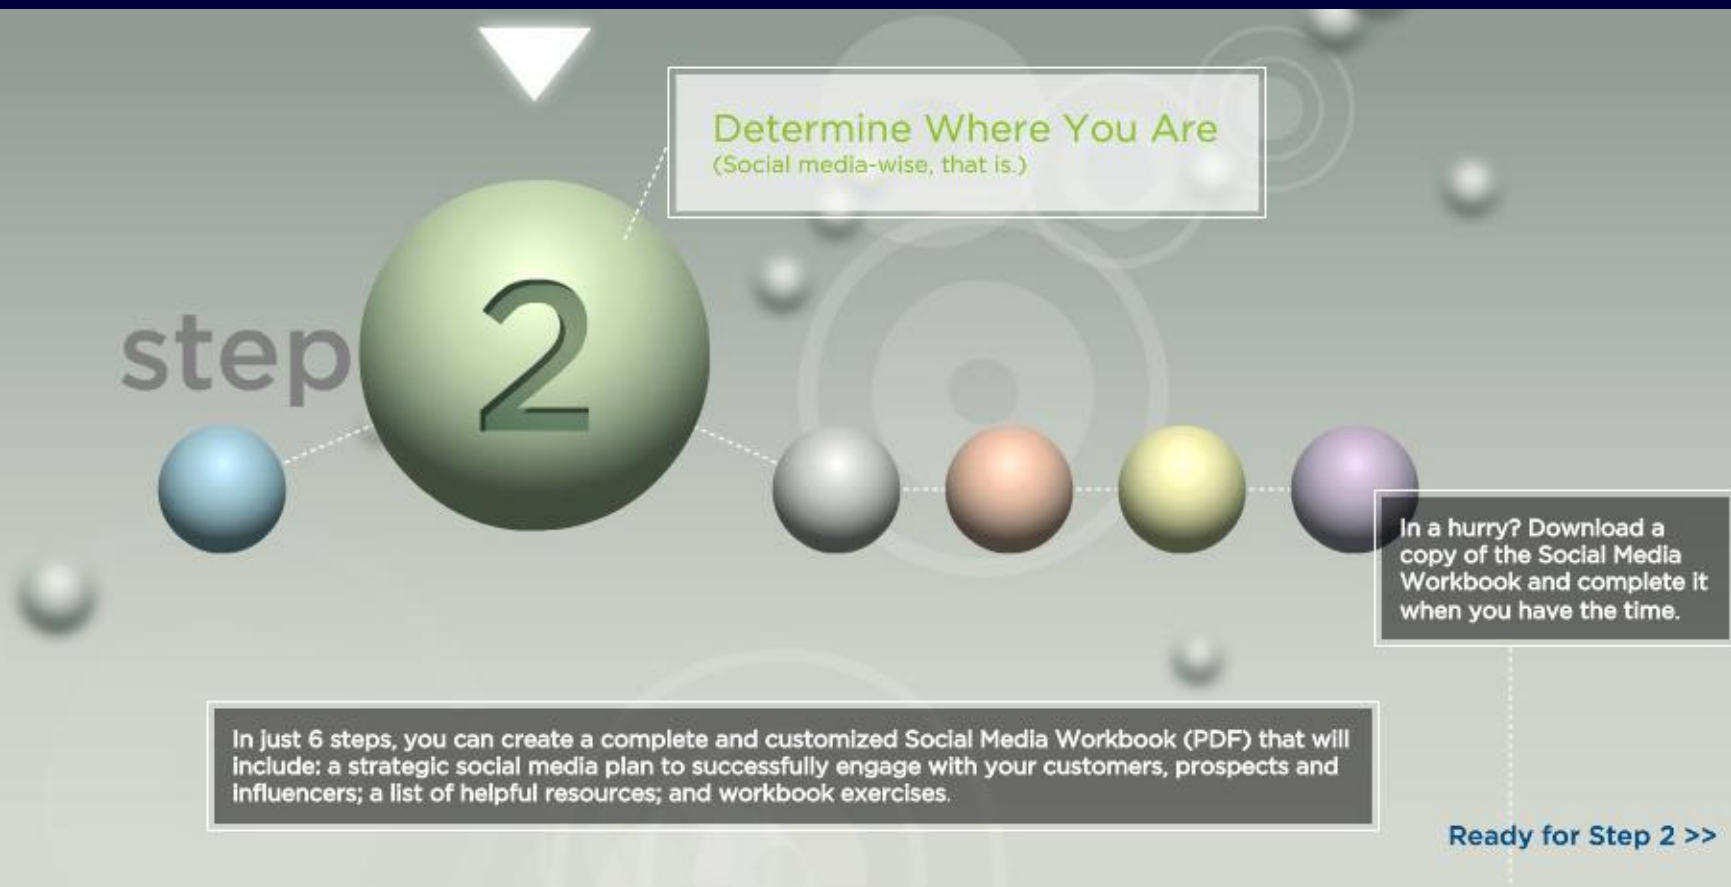 Determine Where You Are
(Social media-wise, that is.)
step
2
In a hurry? Download a
copy of the Social Media
Workbook and complete it
when you have the time.
In just 6 steps, you can create a complete and customized Social Media Workbook (PDF) that will
include: a strategic social media plan to successfully engage with your customers, prospects and
influencers; a list of helpful resources; and workbook exercises.
Ready for Step 2 >>